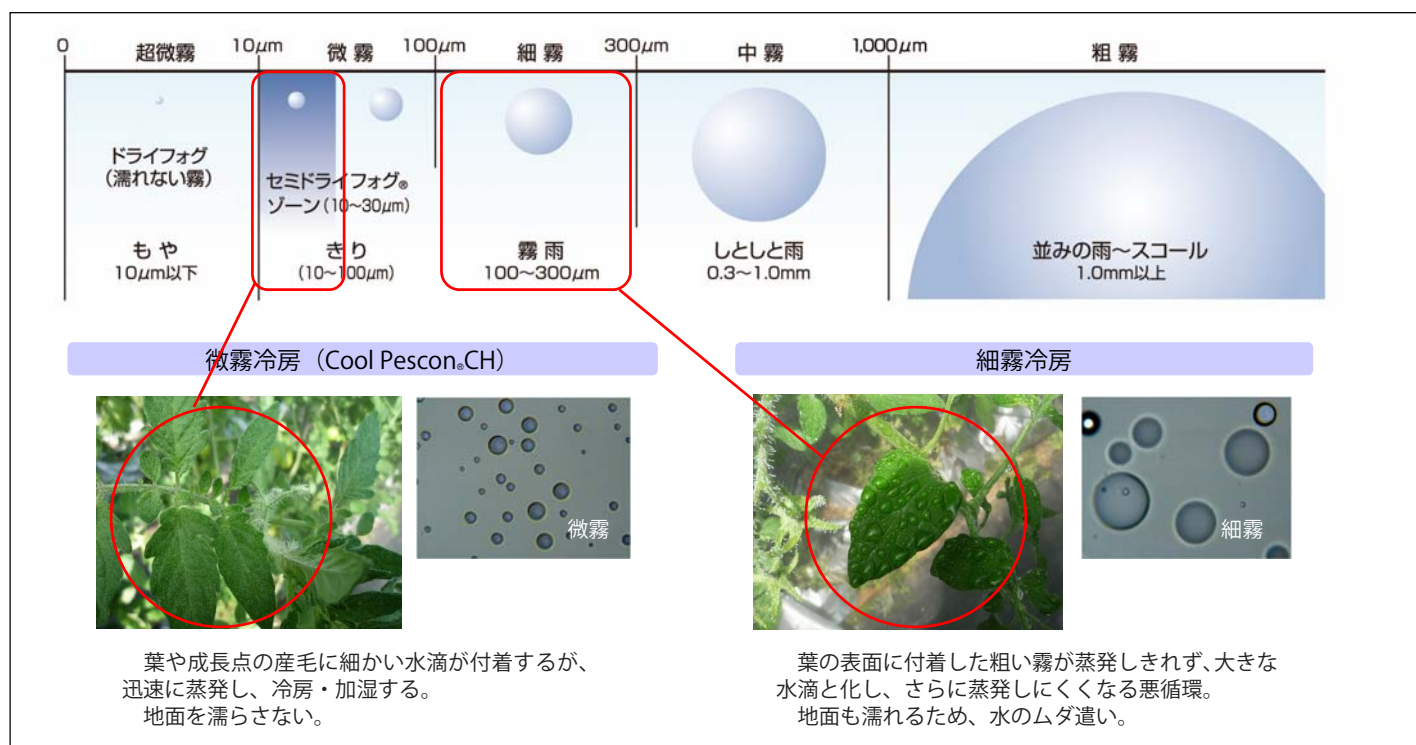 0 超微霧 10μm 微霧 100μm 細霧 300μm 中霧 1,000μm 粗霧
ドライフォグ
（濡れない霧）
セミドライフォグ®
ゾーン（10〜30μm）
もや
10μm以下
きり
（10〜100μm）
霧雨
100〜300μm
しとしと雨
0.3〜1.0mm
並みの雨〜スコール
1.0mm以上
微霧冷房（Cool Pescon®CH）
微霧
葉や成長点の産毛に細かい水滴が付着するが、
迅速に蒸発し、冷房・加湿する。
地面を濡らさない。
細霧冷房
細霧
葉の表面に付着した粗い霧が蒸発しきれず、大きな
水滴と化し、さらに蒸発しにくくなる悪循環。
地面も濡れるため、水のムダ遣い。